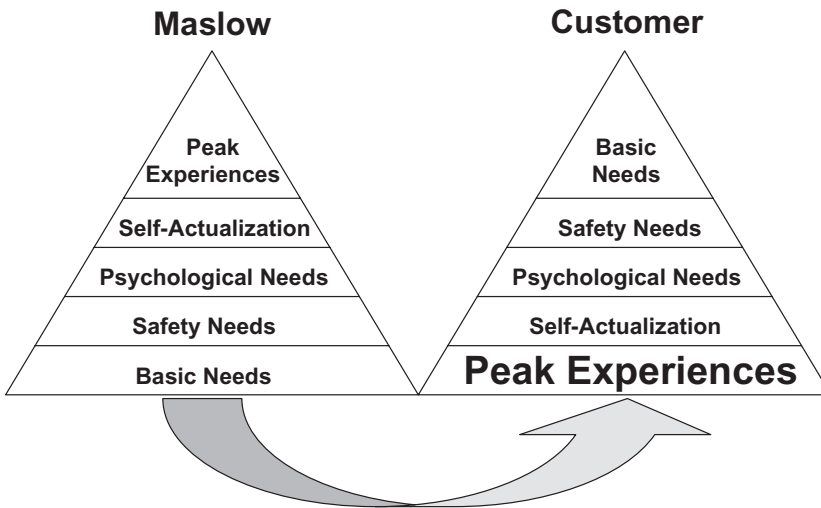 Maslow
Peak
Experiences
Self-Actualization
Psychological Needs
Safety Needs
Basic Needs
Customer
Basic
Needs
Safety Needs
Psychological Needs
Self-Actualization
Peak Experiences